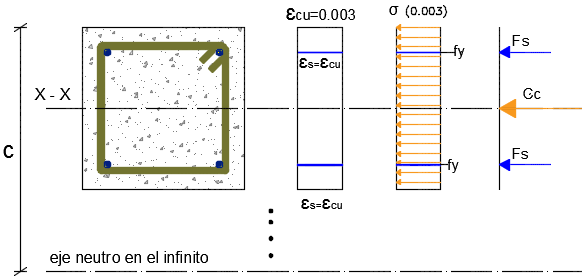 εcu=0.003
σ (0.003)
Fs
fy
εs=εcu
X - X
Cc
C
Fs
fy
εs=εcu
eje neutro en el infinito